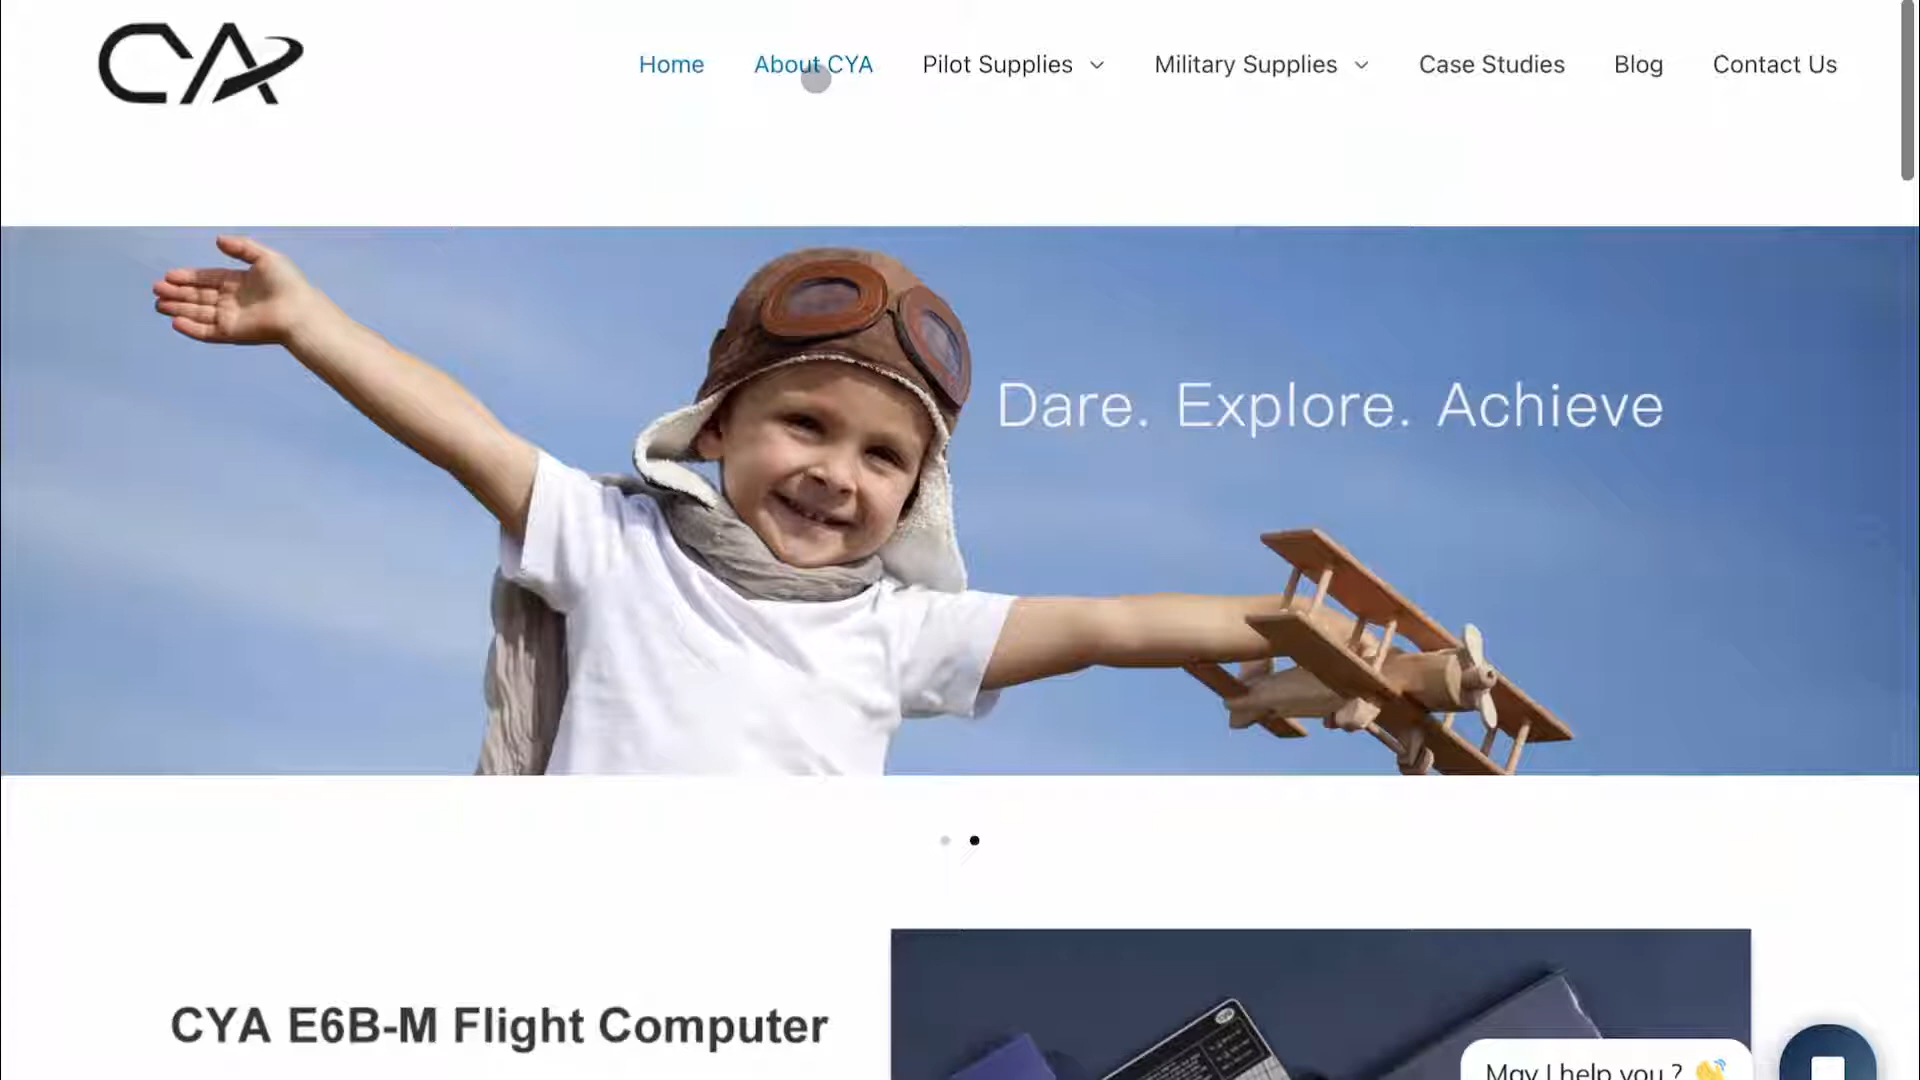 CYA
Home
About CYA
Pilot Supplies
Military Supplies
Case Studies
Blog
Contact Us
Dare. Explore. Achieve
CYA E6B-M Flight Computer
May I help you ? 👋